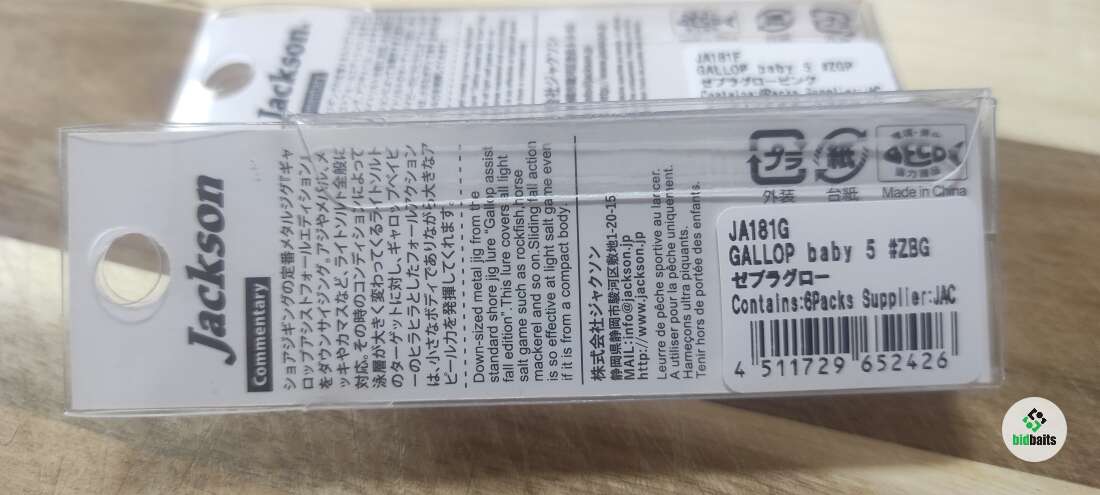 Jackson
Commentary
ショアジギングの定番メタルジグ「ギャ
ロップアシストフォールエディション」
をダウンサイジング。アジやメバル、メ
ッキやカマスなど、ライトソルト全般に
対応。その時のコンディションによって
泳層が大きく変わってくるライトソルト
のターゲットに対し、ギャロップベイビ
ーのヒラヒラとしたフォールアクション
は、小さなボディでありながら大きなア
ピール力を発揮してくれます。
Down-sized metal jig from the
standard shore jig lure "Gallop assist
fall edition". This lure covers all light
salt game such as rockfish,horse
mackerel and so on.Sliding fall action
is so effective at light salt game even
if it is from a compact body.
株式会社ジャクソン
静岡県静岡市駿河区敷地1-20-15
MAIL:info@jackson.jp
http://www.jackson.jp
Leurre de pêche sportive au lancer.
A utiliser pour la pêche uniquement.
Hameçons ultra piquants.
Tenir hors de portée des enfants.
プラ
外装
紙
台紙
Made in China
JA181G
GALLOP baby 5 #ZBG
ゼブラグロー
Contains:6Packs Supplier:JAC
4 511729 652426
Jackson.
Commentary
JA181F
GALLOP baby 5 #ZGP
ゼブラグローピンク
bidbaits